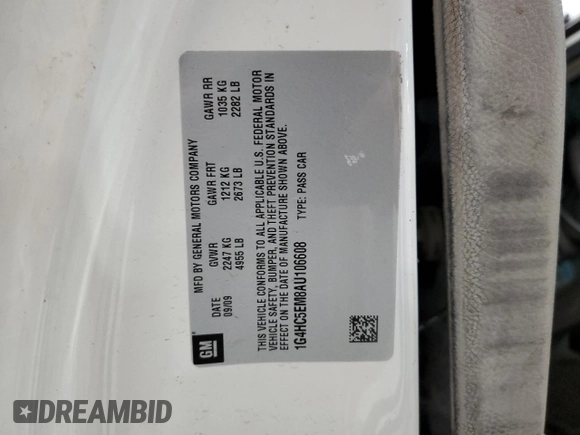 GM
MFD BY GENERAL MOTORS COMPANY
DATE GVWR GAWR FRT GAWR RR
09/09 2247 KG 1212 KG 1035 KG
4955 LB 2673 LB 2282 LB
THIS VEHICLE CONFORMS TO ALL APPLICABLE U.S. FEDERAL MOTOR
VEHICLE SAFETY, BUMPER, AND THEFT PREVENTION STANDARDS IN
EFFECT ON THE DATE OF MANUFACTURE SHOWN ABOVE.
1G4HC5EM8AU106608 TYPE: PASS CAR
DREAMBID